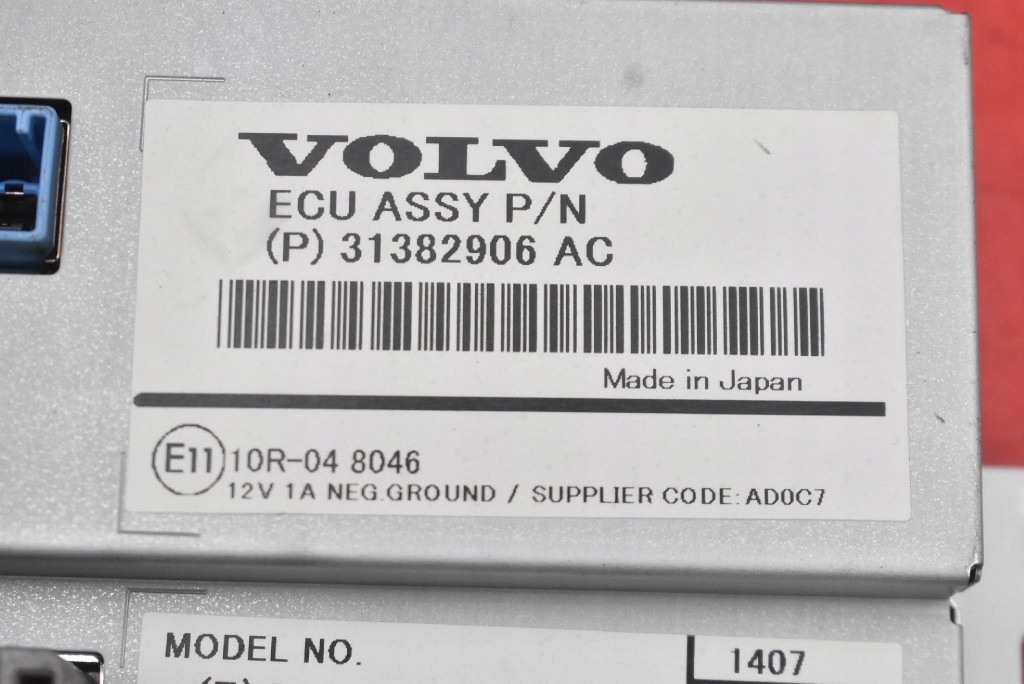 VOLVO
ECU ASSY P/N
(P) 31382906 AC
Made in Japan
E11 10R-04 8046
12V 1A NEG.GROUND / SUPPLIER CODE: AD0C7
MODEL NO.
1407